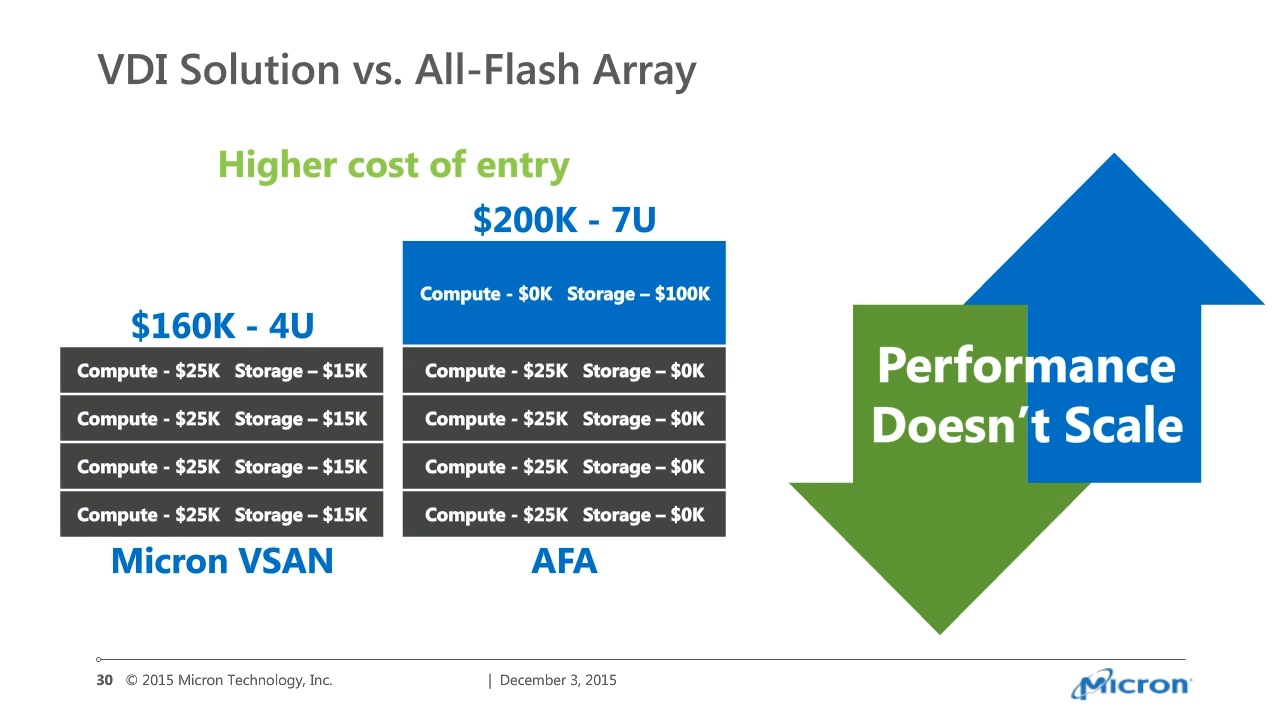 VDI Solution vs. All-Flash Array
Higher cost of entry
$200K - 7U
Compute - $0K Storage – $100K
$160K - 4U
Compute - $25K Storage – $15K
Compute - $25K Storage – $15K
Compute - $25K Storage – $15K
Compute - $25K Storage – $15K
Micron VSAN
Compute - $25K Storage – $0K
Compute - $25K Storage – $0K
Compute - $25K Storage – $0K
Compute - $25K Storage – $0K
AFA
Performance
Doesn’t Scale
30 © 2015 Micron Technology, Inc. | December 3, 2015
Micron